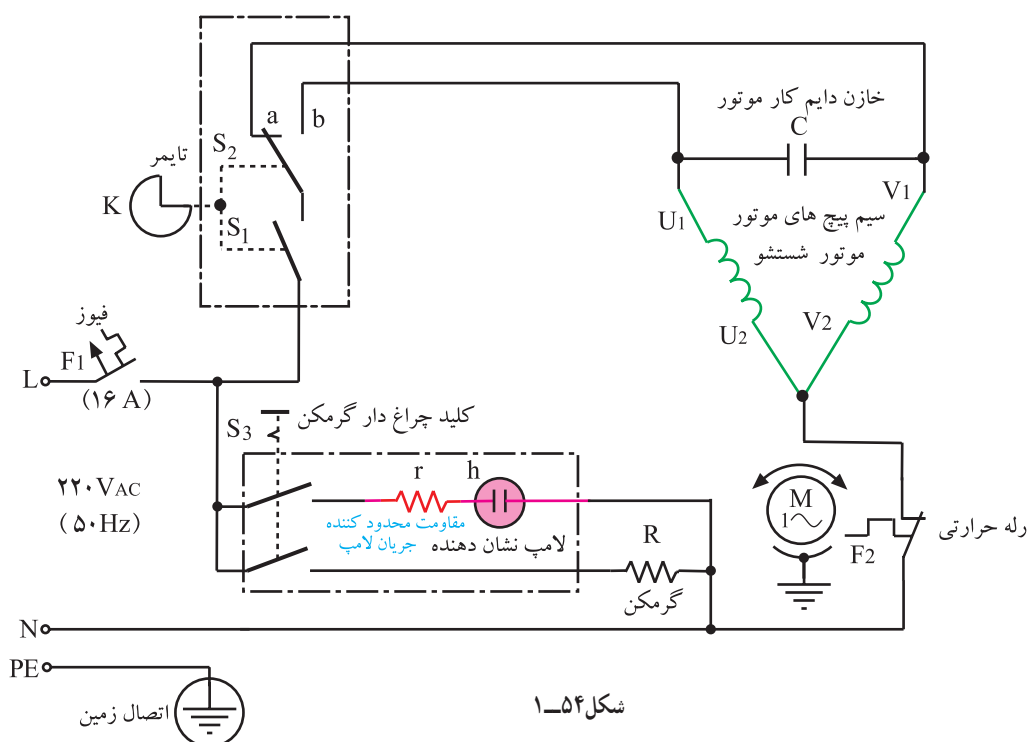 a
b
S2
تایمر
K
S1
خازن دایم کار موتور
C
U1
V1
سیم پیچ های موتور
موتور شستشو
U2
V2
فیوز
F1
L
(۱۶ A)
کلید چراغ دار گرمکن
S3
۲۲۰VAC
(۵۰Hz)
r
h
مقاومت محدود کننده
جریان لامپ
لامپ نشان دهنده
R
گرمکن
M
1
F2
رله حرارتی
N
PE
اتصال زمین
شکل ۵۴ــ۱